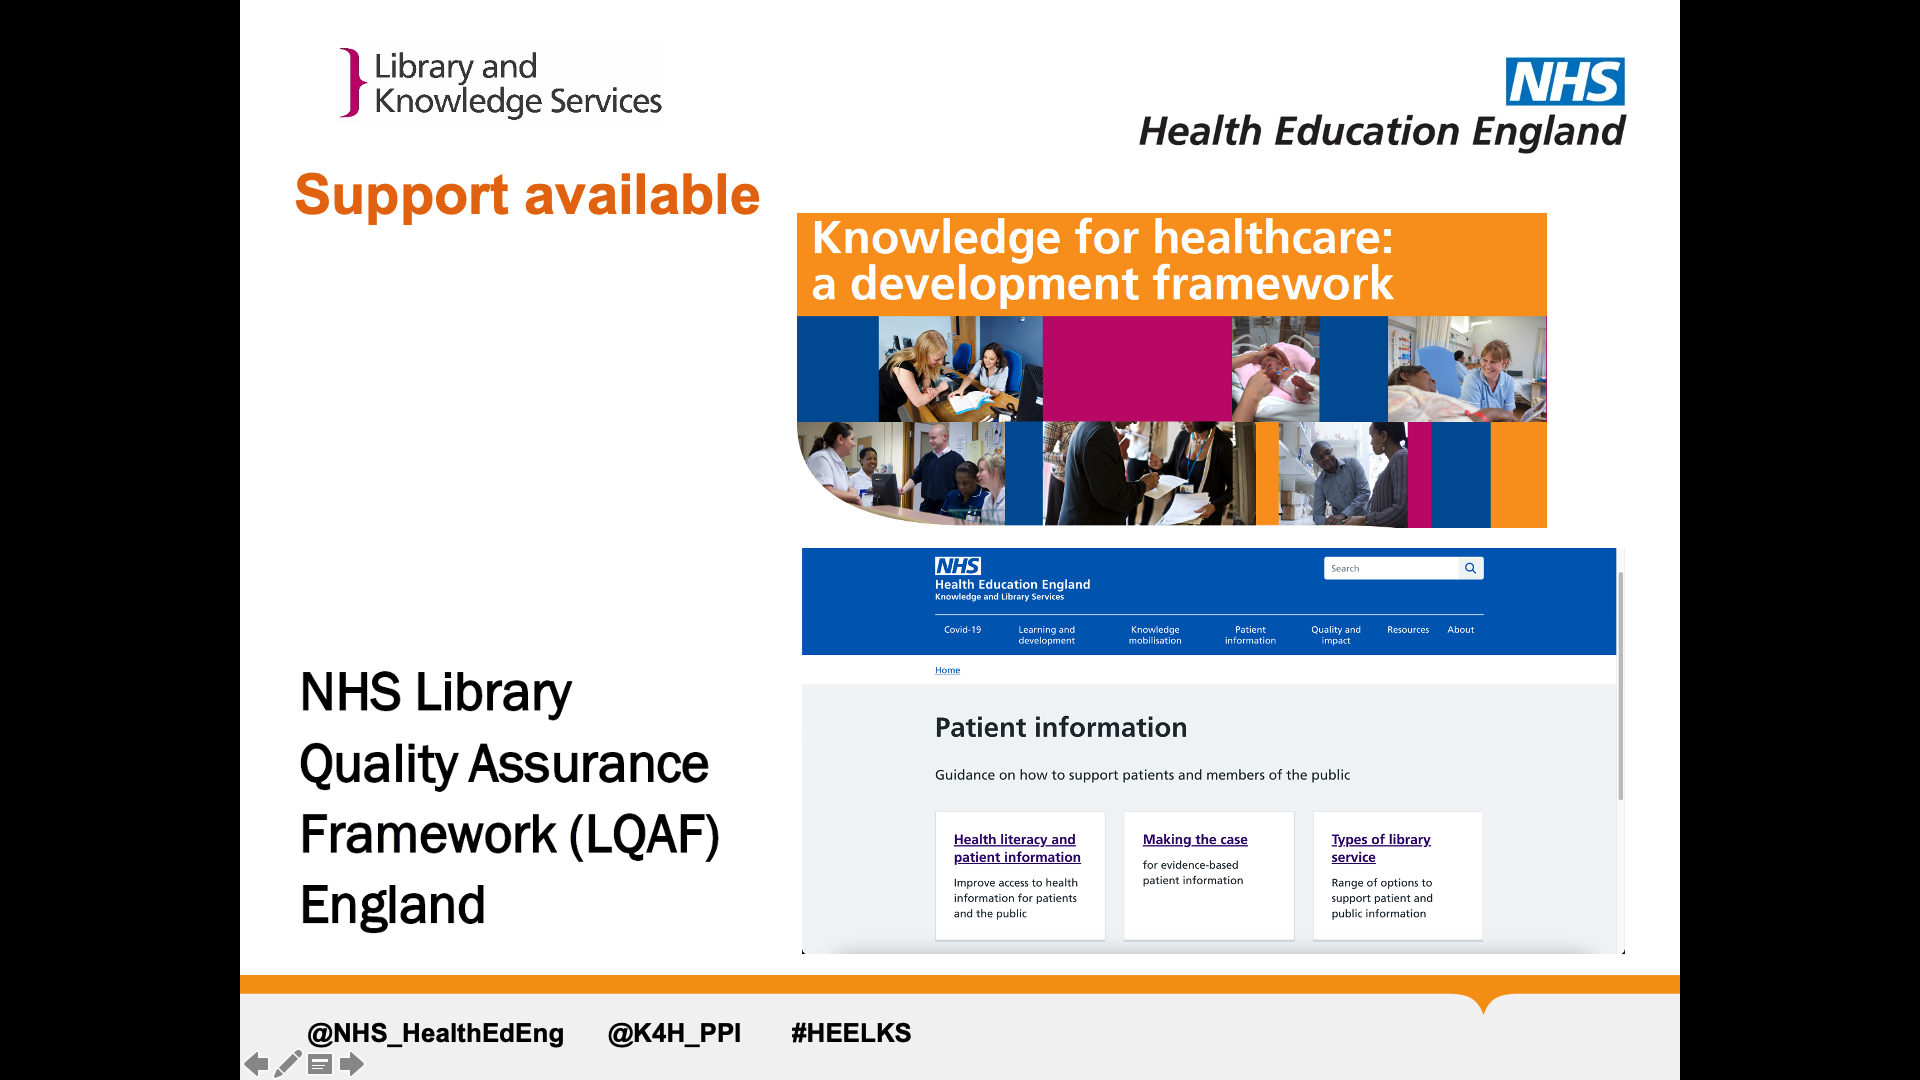 Library and
Knowledge Services
NHS
Health Education England
Support available
Knowledge for healthcare:
a development framework
NHS Library
Quality Assurance
Framework (LQAF)
England
NHS
Health Education England
Knowledge and Library Services
Search
Covid-19
Learning and
development
Knowledge
mobilisation
Patient
information
Quality and
impact
Resources
About
Home
Patient information
Guidance on how to support patients and members of the public
Health literacy and
patient information
Improve access to health
information for patients
and the public
Making the case
for evidence-based
patient information
Types of library
service
Range of options to
support patient and
public information
@NHS_HealthEdEng @K4H_PPI #HEELKS